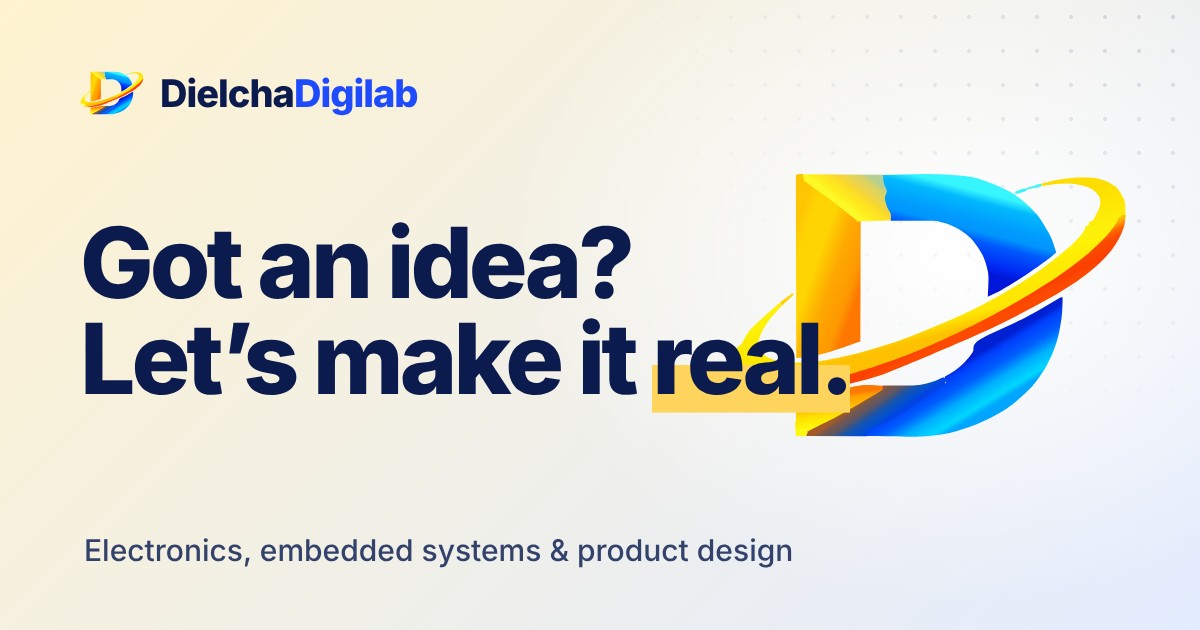 DielchaDigilab
Got an idea?
Let’s make it real.
Electronics, embedded systems & product design